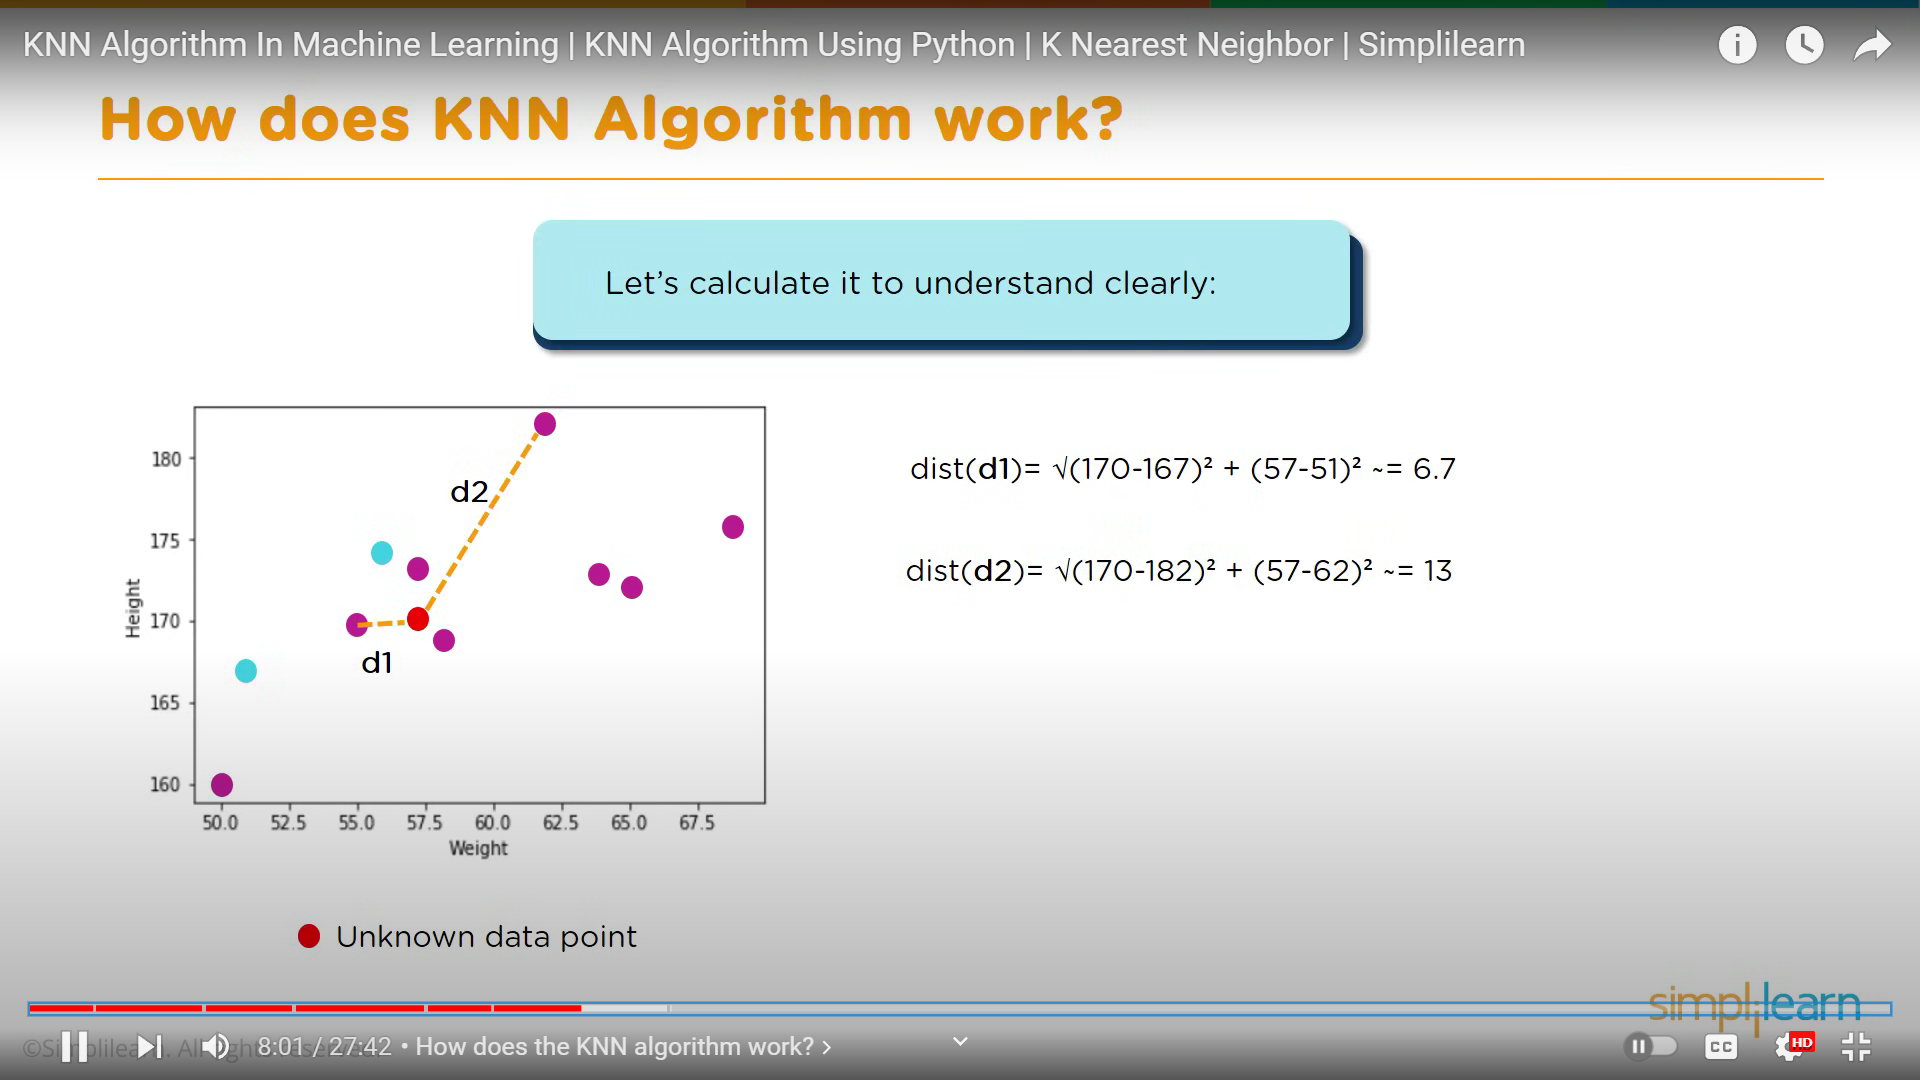 KNN Algorithm In Machine Learning | KNN Algorithm Using Python | K Nearest Neighbor | Simplilearn
How does KNN Algorithm work?
Let's calculate it to understand clearly:
180
175
170
165
160
Height
d2
d1
50.0 52.5 55.0 57.5 60.0 62.5 65.0 67.5
Weight
dist(d1)= √(170-167)² + (57-51)² ~= 6.7
dist(d2)= √(170-182)² + (57-62)² ~= 13
Unknown data point
simplilearn
8:01 / 27:42 • How does the KNN algorithm work? >
CC
HD